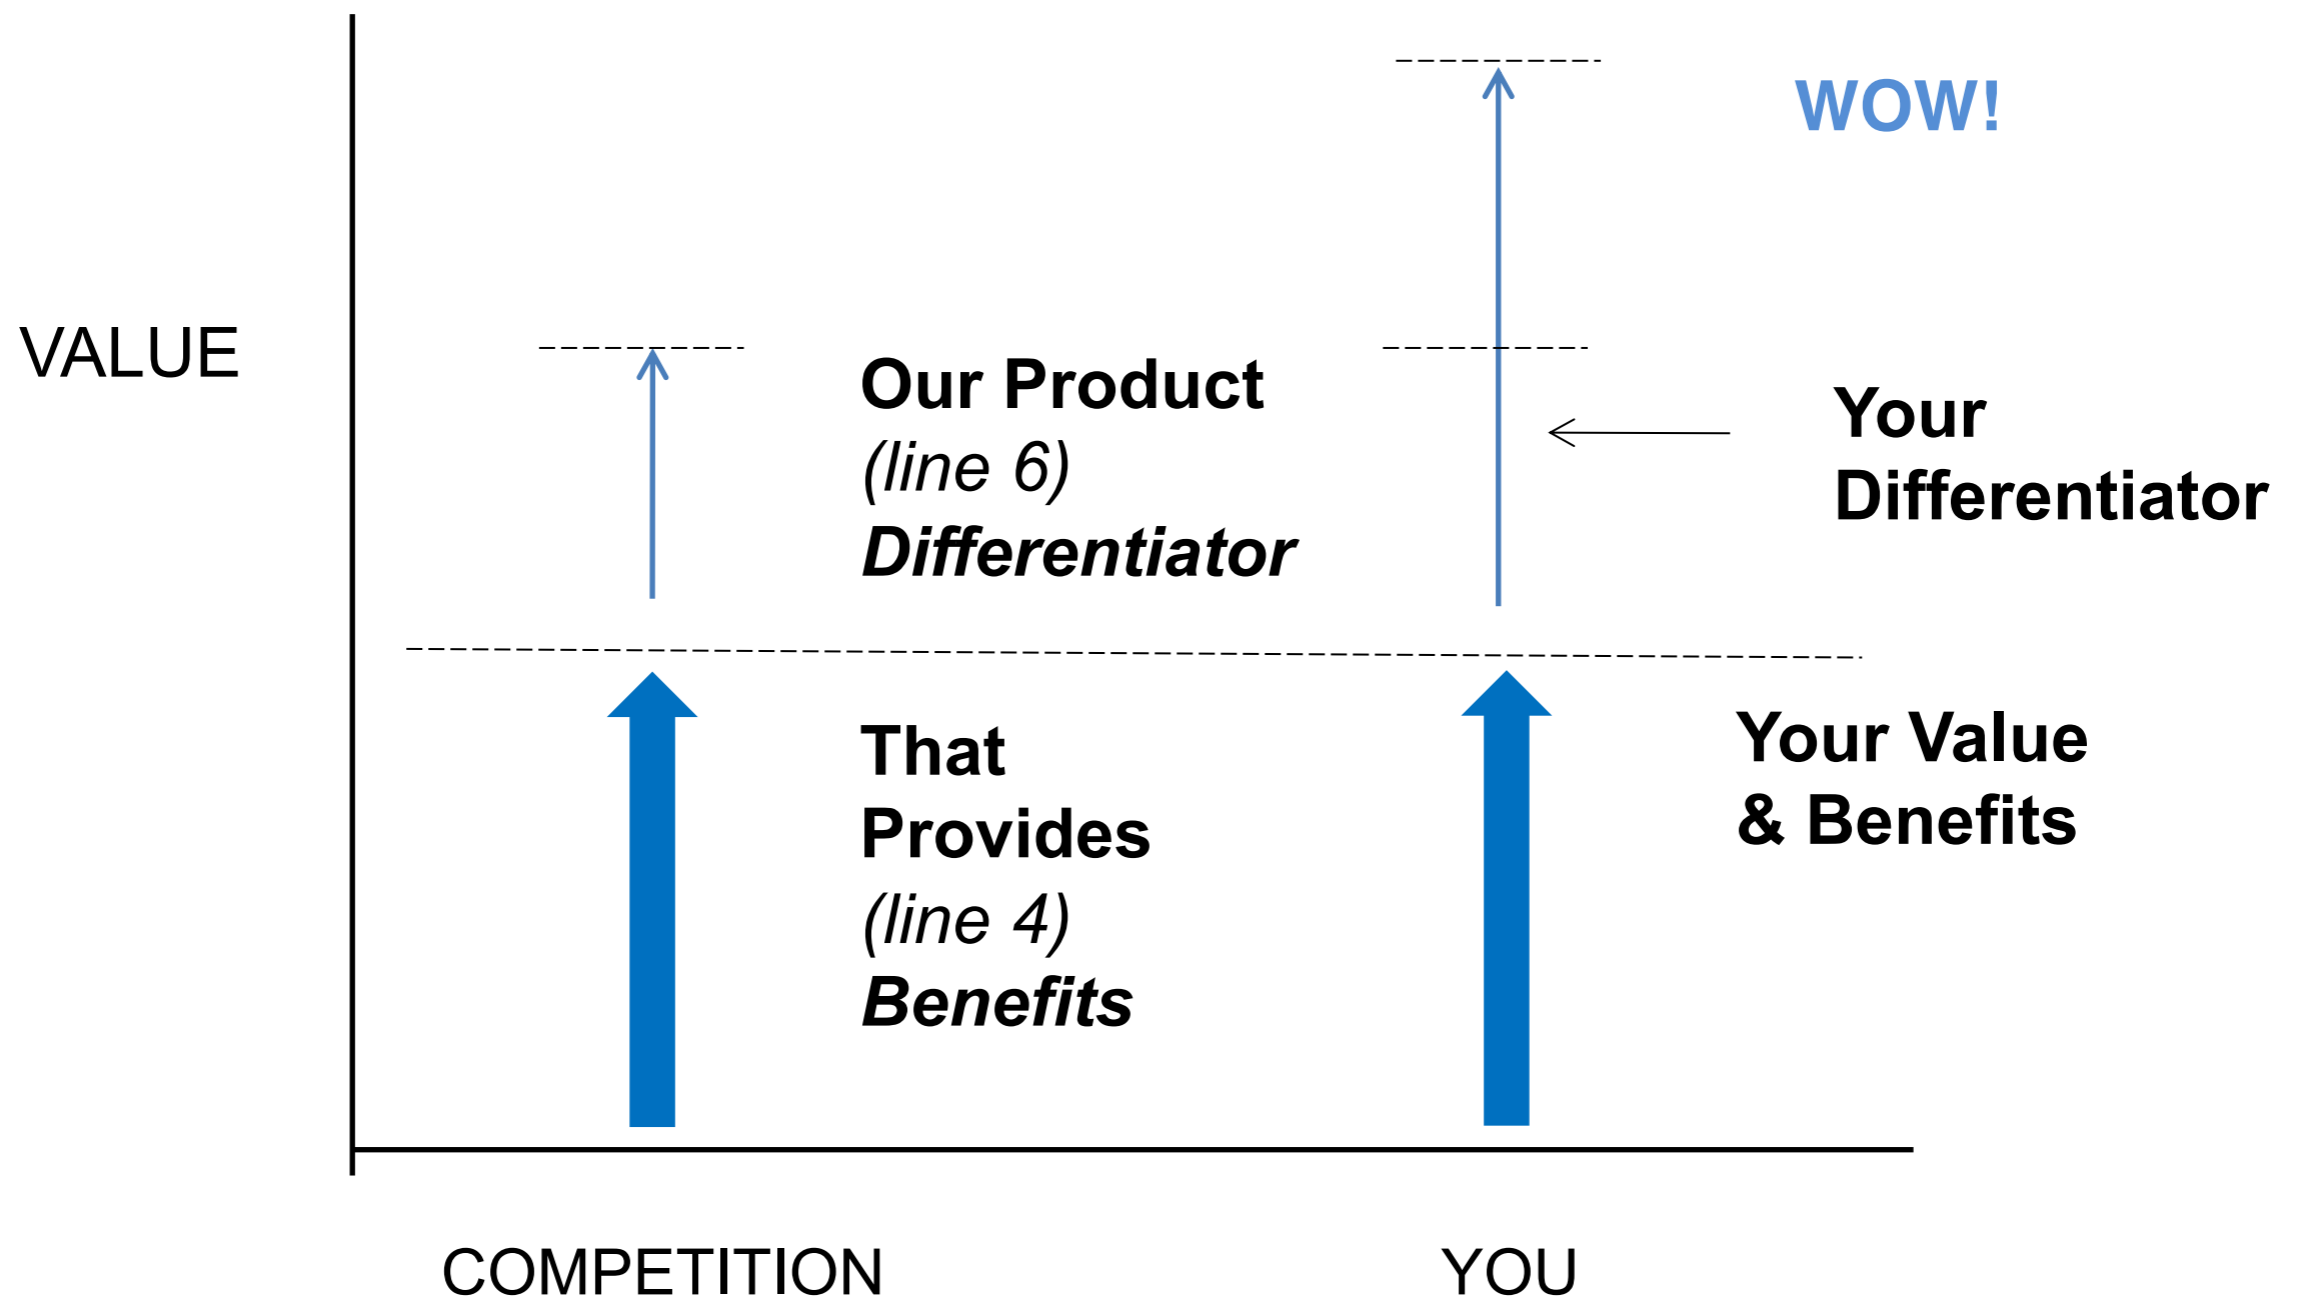 WOW!
VALUE
Our Product
(line 6)
Differentiator
Your
Differentiator
That
Provides
(line 4)
Benefits
Your Value
& Benefits
COMPETITION
YOU